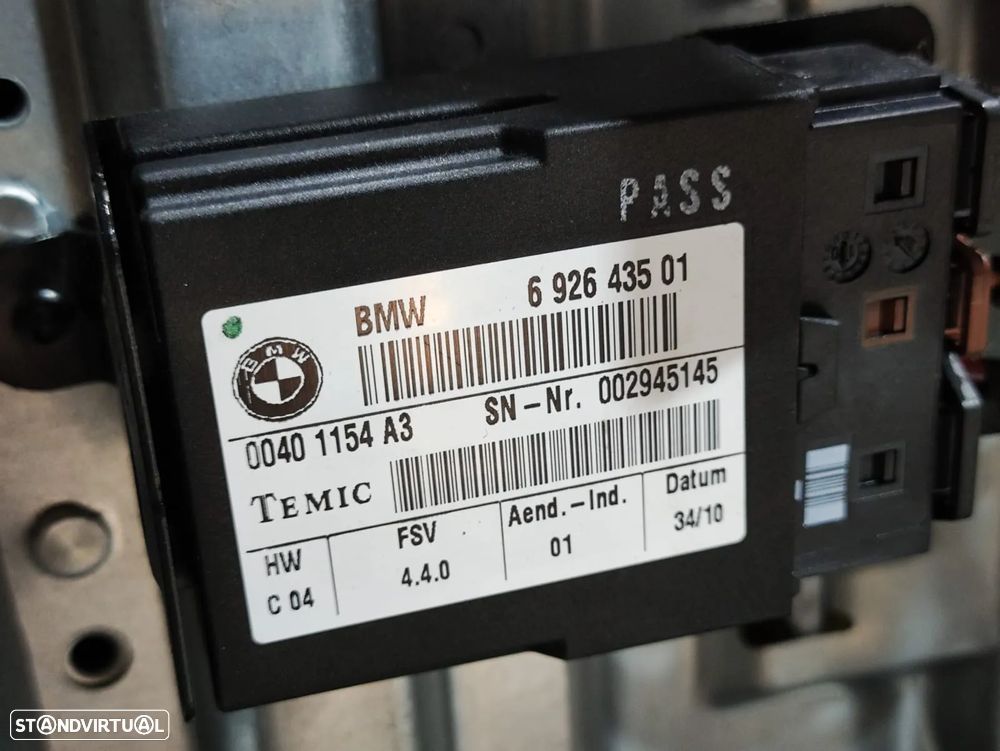 PASS
BMW 6 926 435 01
BMW
0040 1154 A3 SN-Nr. 002945145
TEMIC
HW FSV Aend.-Ind. Datum
C 04 4.4.0 01 34/10
STANDVIRTUAL